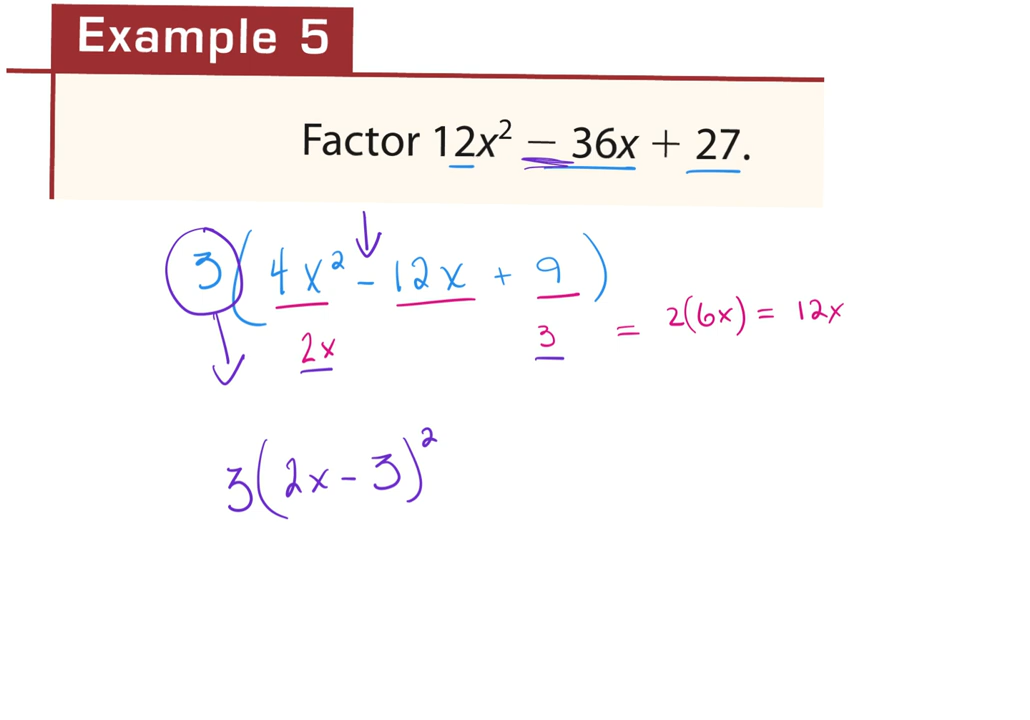 Example 5
Factor 12x² − 36x + 27.
3(4x² - 12x + 9)
2x 3 = 2(6x) = 12x
3(2x - 3)²